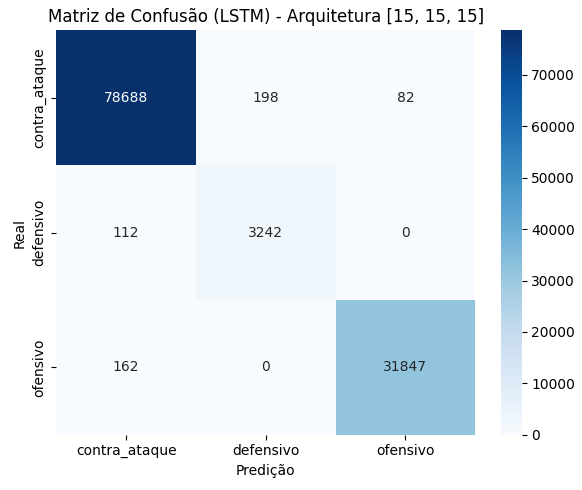 Matriz de Confusão (LSTM) - Arquitetura [15, 15, 15]
Real
contra_ataque
78688 198 82
defensivo
112 3242 0
ofensivo
162 0 31847
contra_ataque defensivo ofensivo
Predição
70000
60000
50000
40000
30000
20000
10000
0